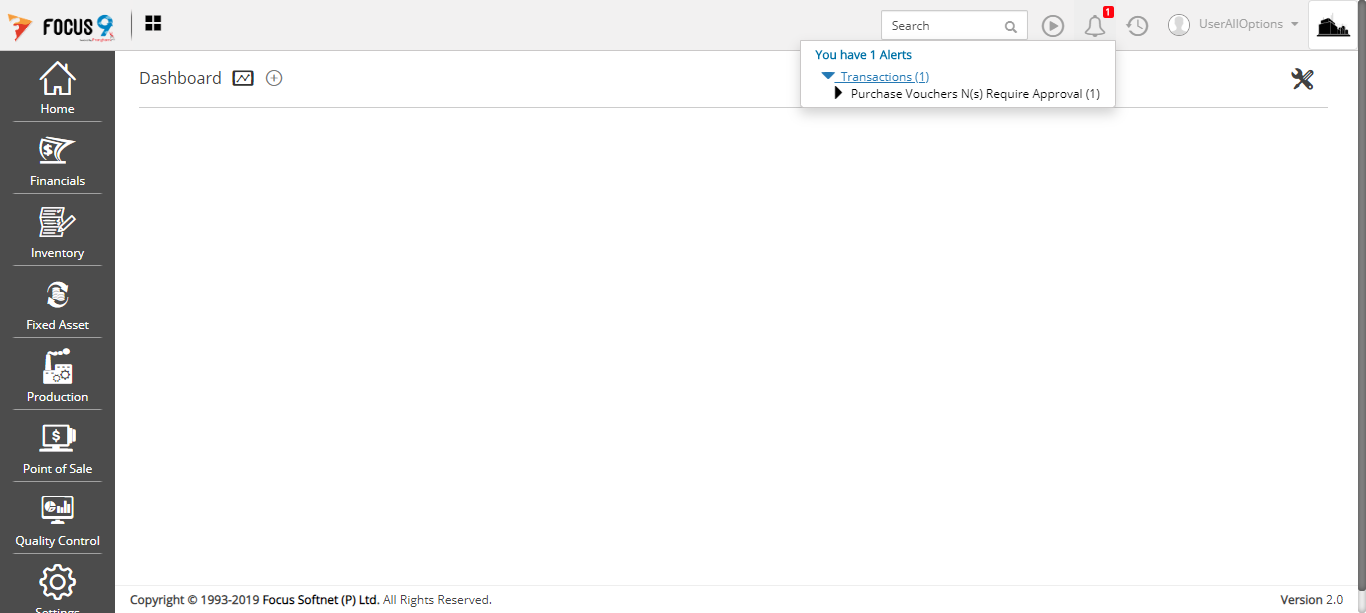 FOCUS 9
Search
1
UserAllOptions
You have 1 Alerts
Transactions (1)
Purchase Vouchers N(s) Require Approval (1)
Dashboard
Home
Financials
Inventory
Fixed Asset
Production
Point of Sale
Quality Control
Settings
Copyright © 1993-2019 Focus Softnet (P) Ltd. All Rights Reserved.
Version 2.0